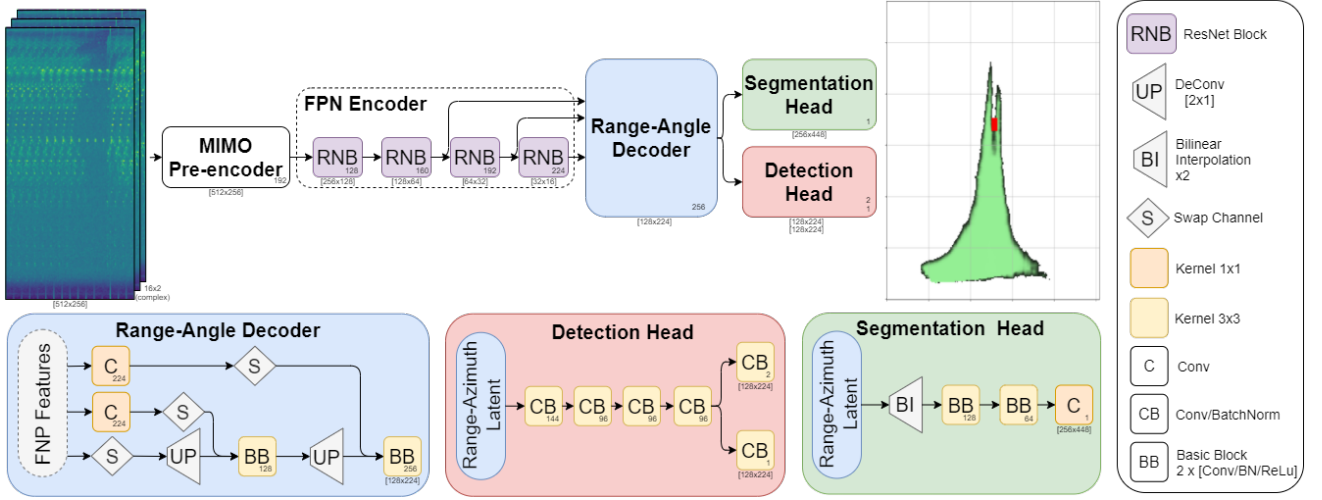 16x2
(complex)
[512x256]
MIMO
Pre-encoder
192
[512x256]
FPN Encoder
RNB
128
[256x128]
RNB
160
[128x64]
RNB
192
[64x32]
RNB
224
[32x16]
Range-Angle
Decoder
256
[128x224]
Segmentation
Head
1
[256x448]
Detection
Head
2
1
[128x224]
[128x224]
RNB
ResNet Block
UP
DeConv
[2x1]
BI
Bilinear
Interpolation
x2
S
Swap Channel
Kernel 1x1
Kernel 3x3
C
Conv
CB
Conv/BatchNorm
BB
Basic Block
2 x [Conv/BN/ReLu]
Range-Angle Decoder
FNP Features
C
224
S
C
224
S
S
UP
BB
128
UP
BB
256
[128x224]
Detection Head
Range-Azimuth
Latent
CB
144
CB
96
CB
96
CB
96
CB
2
[128x224]
CB
1
[128x224]
Segmentation Head
Range-Azimuth
Latent
BI
BB
128
BB
64
C
1
[256x448]